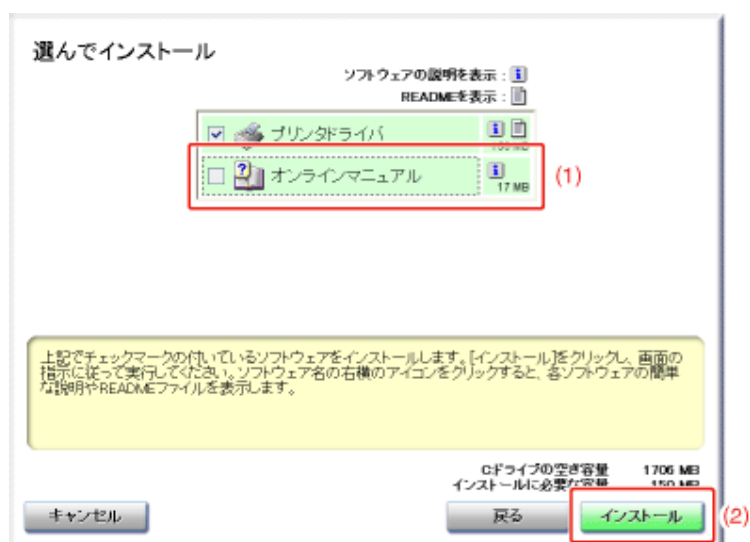 選んでインストール
ソフトウェアの説明を表示 :
READMEを表示 :
プリンタドライバ
オンラインマニュアル
17 MB
(1)
上記でチェックマークの付いているソフトウェアをインストールします。[インストール]をクリックし、画面の
指示に従って実行してください。ソフトウェア名の右横のアイコンをクリックすると、各ソフトウェアの簡単
な説明やREADMEファイルを表示します。
Cドライブの空き容量 1706 MB
インストールに必要な容量 150 MB
キャンセル 戻る インストール (2)